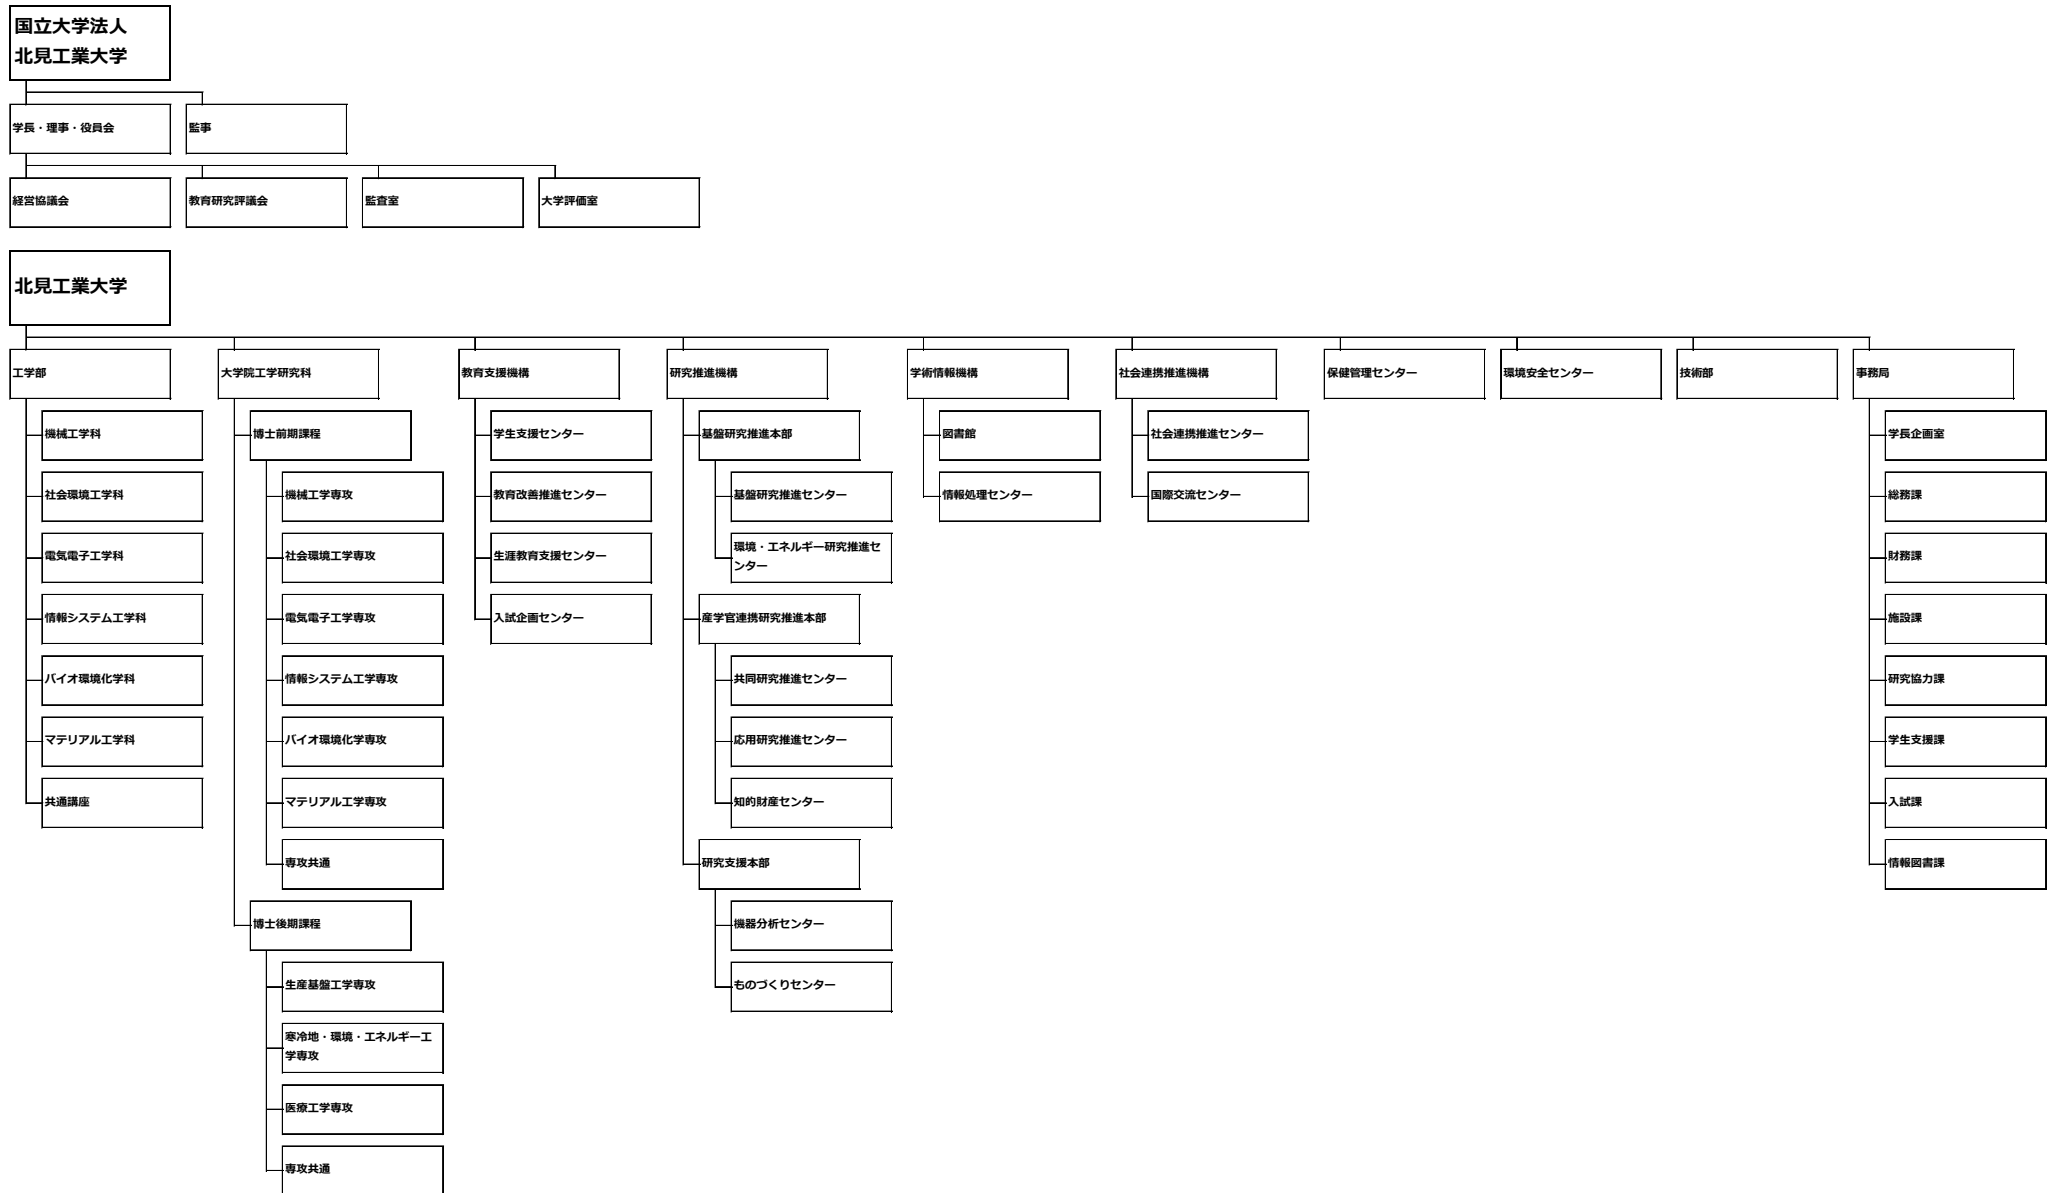 国立大学法人
北見工業大学
学長・理事・役員会
監事
経営協議会
教育研究評議会
監査室
大学評価室
北見工業大学
工学部
機械工学科
社会環境工学科
電気電子工学科
情報システム工学科
バイオ環境化学科
マテリアル工学科
共通講座
大学院工学研究科
博士前期課程
機械工学専攻
社会環境工学専攻
電気電子工学専攻
情報システム工学専攻
バイオ環境化学専攻
マテリアル工学専攻
専攻共通
博士後期課程
生産基盤工学専攻
寒冷地・環境・エネルギー工
学専攻
医療工学専攻
専攻共通
教育支援機構
学生支援センター
教育改善推進センター
生涯教育支援センター
入試企画センター
研究推進機構
基盤研究推進本部
基盤研究推進センター
環境・エネルギー研究推進セ
ンター
産学官連携研究推進本部
共同研究推進センター
応用研究推進センター
知的財産センター
研究支援本部
機器分析センター
ものづくりセンター
学術情報機構
図書館
情報処理センター
社会連携推進機構
社会連携推進センター
国際交流センター
保健管理センター
環境安全センター
技術部
事務局
学長企画室
総務課
財務課
施設課
研究協力課
学生支援課
入試課
情報図書課